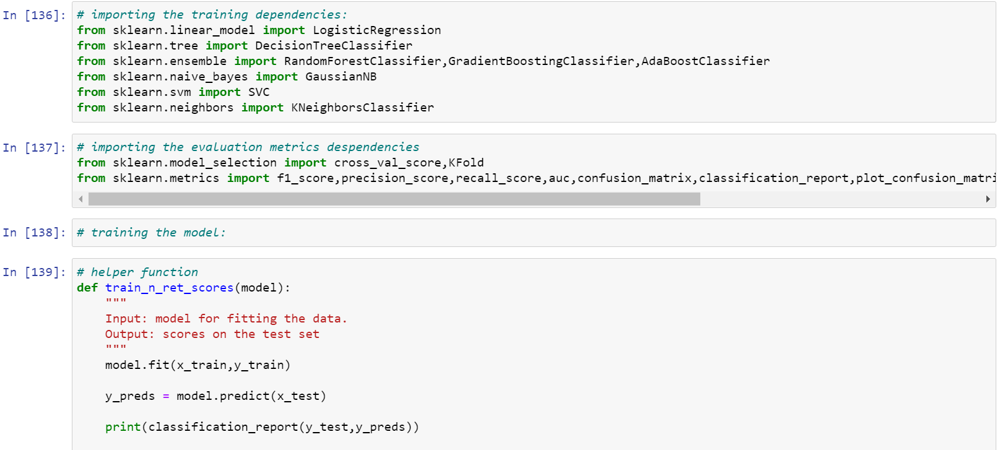 In [136]:
# importing the training dependencies:
from sklearn.linear_model import LogisticRegression
from sklearn.tree import DecisionTreeClassifier
from sklearn.ensemble import RandomForestClassifier,GradientBoostingClassifier,AdaBoostClassifier
from sklearn.naive_bayes import GaussianNB
from sklearn.svm import SVC
from sklearn.neighbors import KNeighborsClassifier
In [137]:
# importing the evaluation metrics despendencies
from sklearn.model_selection import cross_val_score,KFold
from sklearn.metrics import f1_score,precision_score,recall_score,auc,confusion_matrix,classification_report,plot_confusion_matri
In [138]:
# training the model:
In [139]:
# helper function
def train_n_ret_scores(model):
    """
    Input: model for fitting the data.
    Output: scores on the test set
    """
    model.fit(x_train,y_train)
    y_preds = model.predict(x_test)
    print(classification_report(y_test,y_preds))